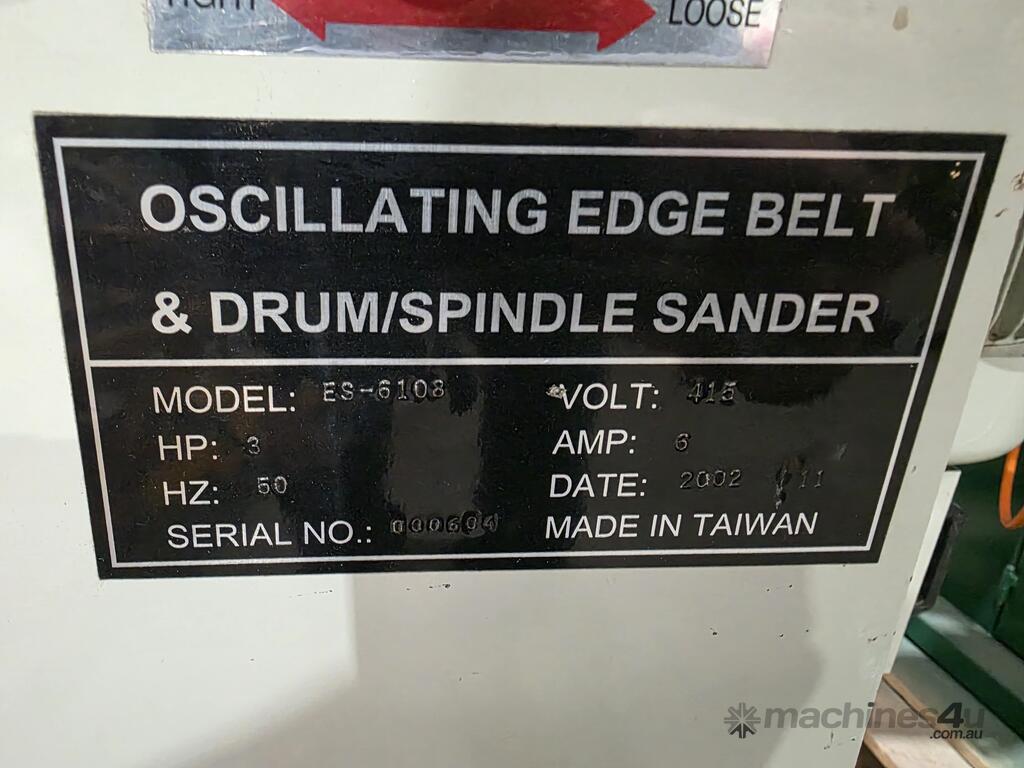 TIGHT LOOSE
OSCILLATING EDGE BELT
& DRUM/SPINDLE SANDER
MODEL: ES-6108 VOLT: 415
HP: 3 AMP: 6
HZ: 50 DATE: 2002 11
SERIAL NO.: 000604 MADE IN TAIWAN
machines4u
.com.au